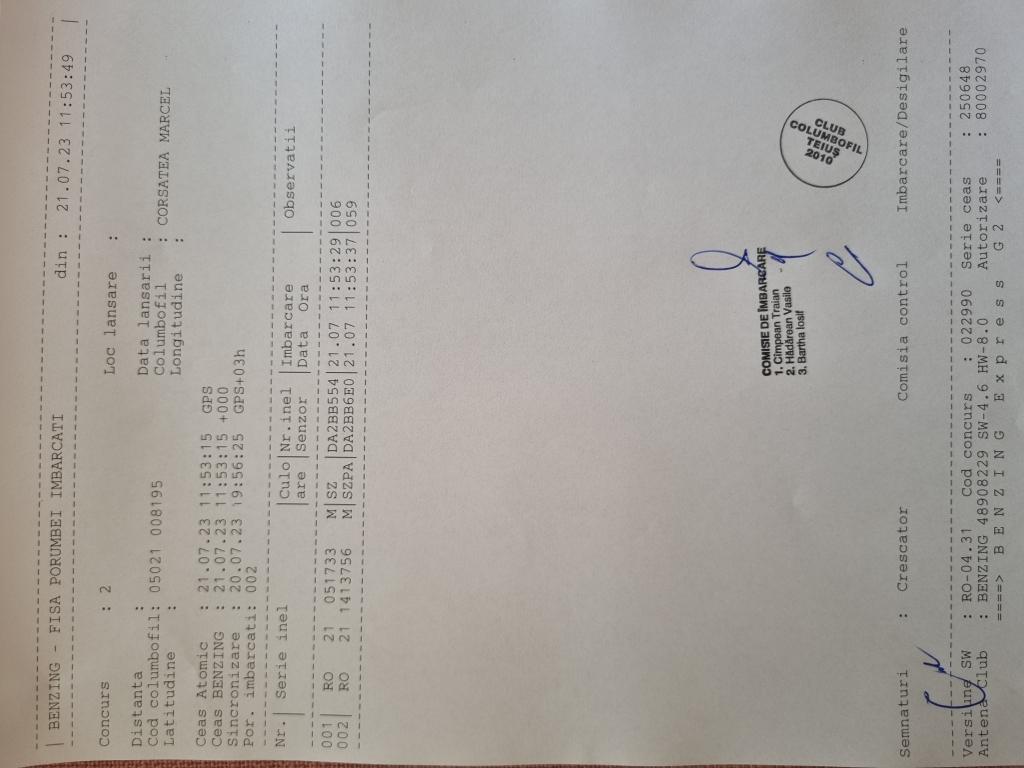 | BENZING - FISA PORUMBEI IMBARCATI din : 21.07.23 11:53:49 |
Concurs : 2 Loc lansare :
Distanta : Data lansarii :
Cod columbofil: 05021 008195 Columbofil : CORSATEA MARCEL
Latitudine : Longitudine :
Ceas Atomic : 21.07.23 11:53:15 GPS
Ceas BENZING : 21.07.23 11:53:15 +000
Sincronizare : 20.07.23 19:56:25 GPS+03h
Por. imbarcati: 002
Nr.| Serie inel |Culo|Nr.inel |Imbarcare | Observatii
|are |Senzor |Data Ora |
001| RO 21 051733 M|SZ |DA2BB554|21.07 11:53:29|006
002| RO 21 1413756 M|SZPA|DA2BB6E0|21.07 11:53:37|059
COMISIE DE ÎMBARCARE
1. Cîmpean Traian
2. Hădărean Vasile
3. Bartha Iosif
CLUB
COLUMBOFIL
TEIUȘ
2010
Semnaturi : Crescator Comisia control Imbarcare/Desigilare
Versiune SW : RO-04.31 Cod concurs : 022990 Serie ceas : 250648
Antena Club : BENZING 48908229 SW-4.6 HW-8.0 Autorizare : 80002970
====> B E N Z I N G E x p r e s s G 2 <====